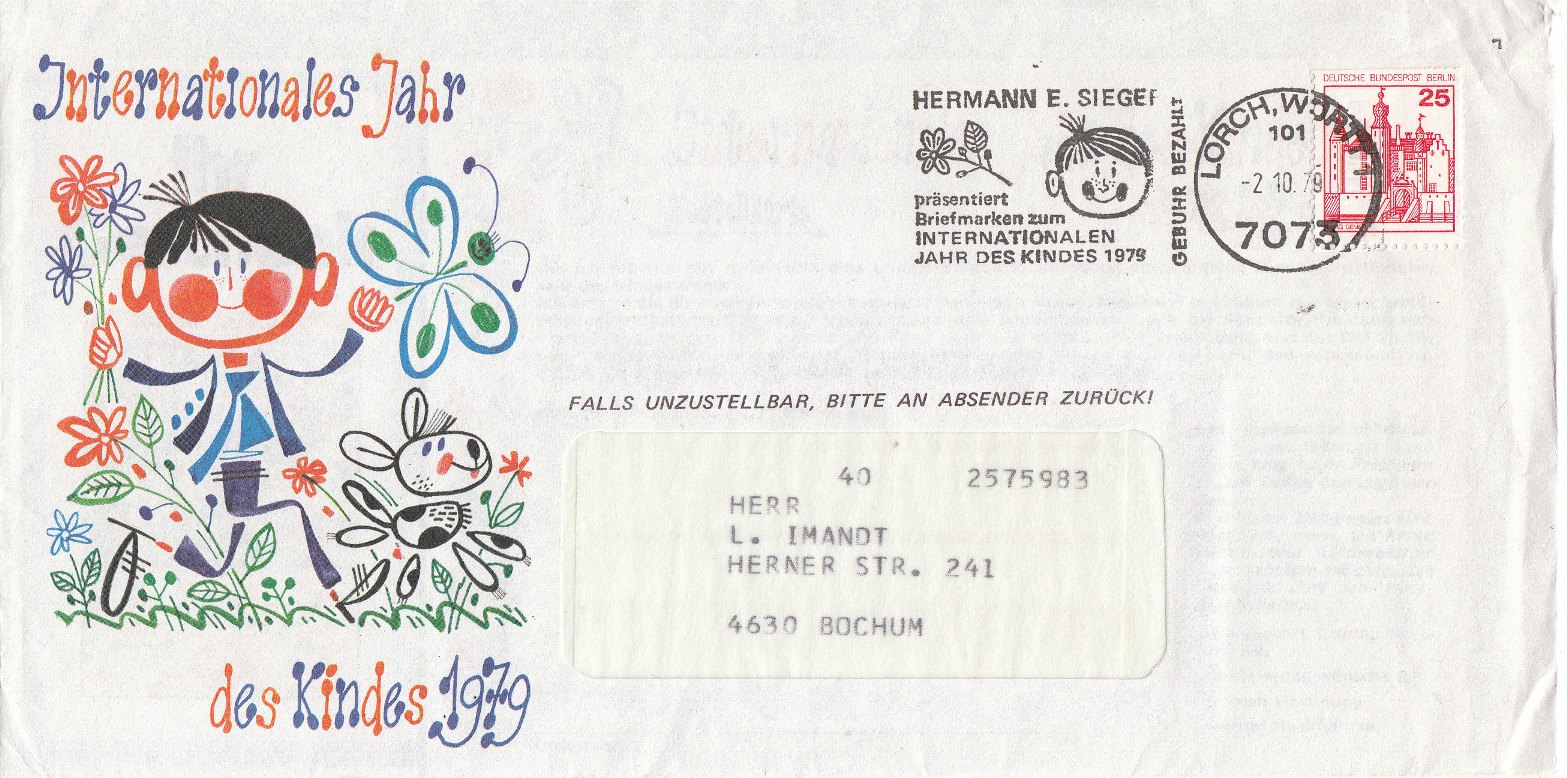 Internationales Jahr
des Kindes 1979
HERMANN E. SIEGER
präsentiert
Briefmarken zum
INTERNATIONALEN
JAHR DES KINDES 1979
GEBÜHR BEZAHLT
LORCH, WÜRTT 1
101
-2.10.79
7073
DEUTSCHE BUNDESPOST BERLIN
25
FALLS UNZUSTELLBAR, BITTE AN ABSENDER ZURÜCK!
40 2575983
HERR
L. IMANDT
HERNER STR. 241
4630 BOCHUM